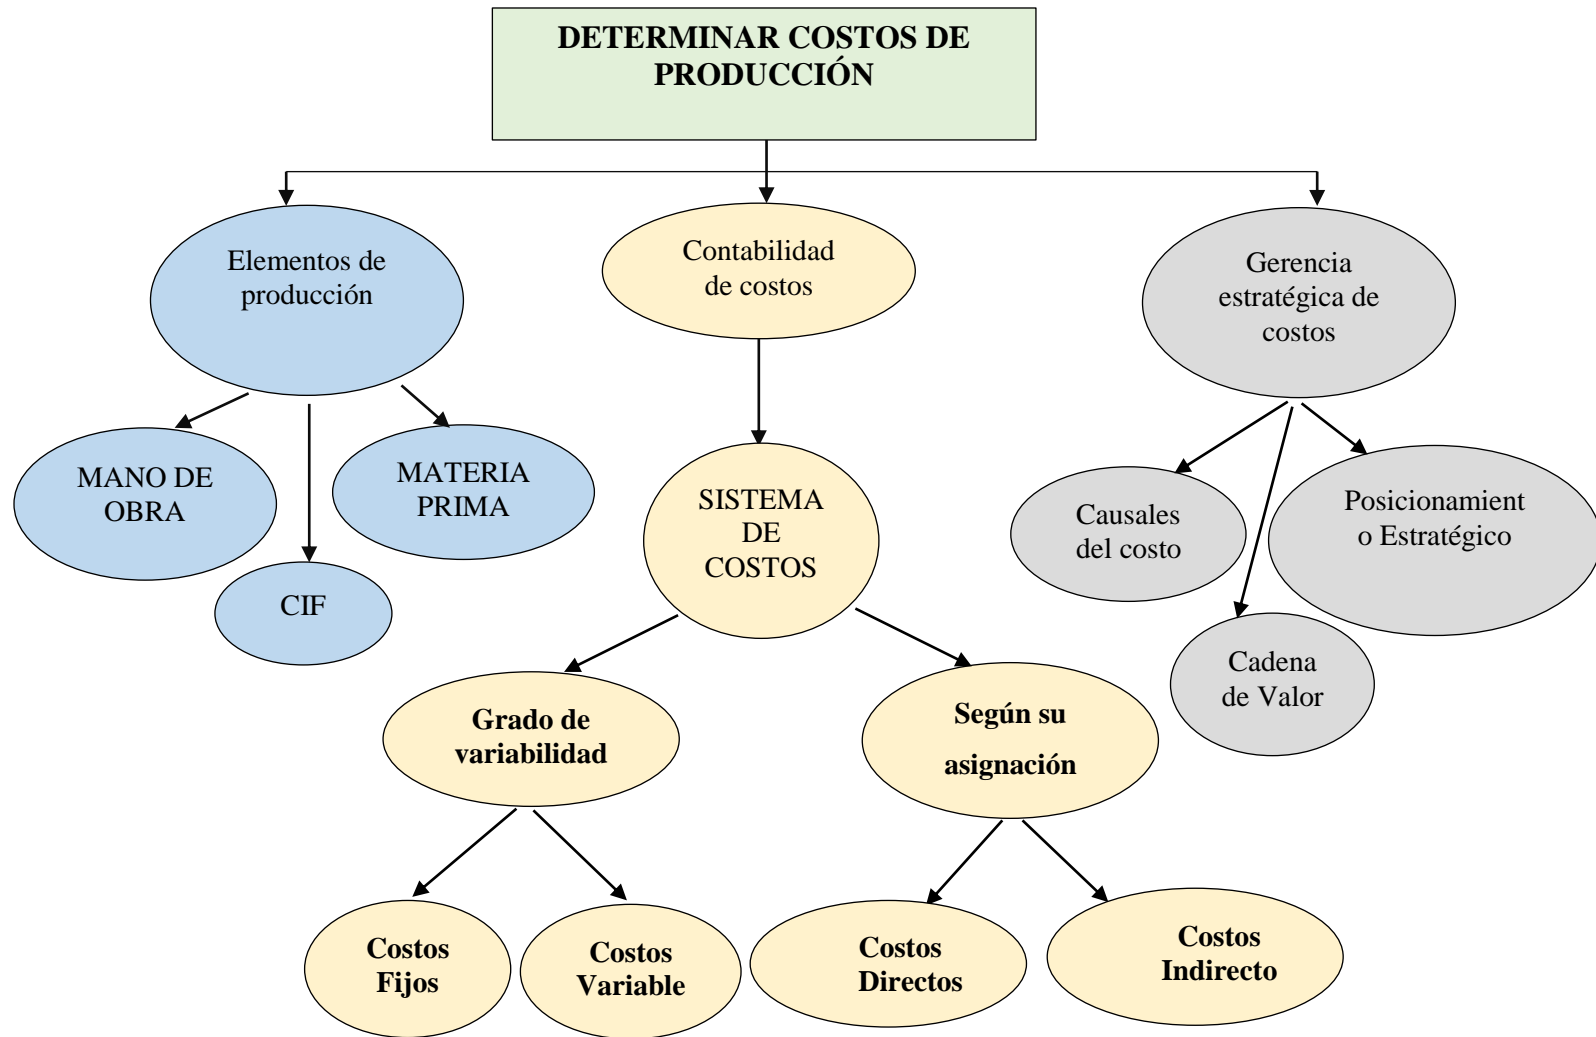 DETERMINAR COSTOS DE
PRODUCCIÓN
Elementos de
producción
Contabilidad
de costos
Gerencia
estratégica de
costos
MANO DE
OBRA
CIF
MATERIA
PRIMA
SISTEMA
DE
COSTOS
Causales
del costo
Posicionamient
o Estratégico
Cadena
de Valor
Grado de
variabilidad
Según su
asignación
Costos
Fijos
Costos
Variable
Costos
Directos
Costos
Indirecto